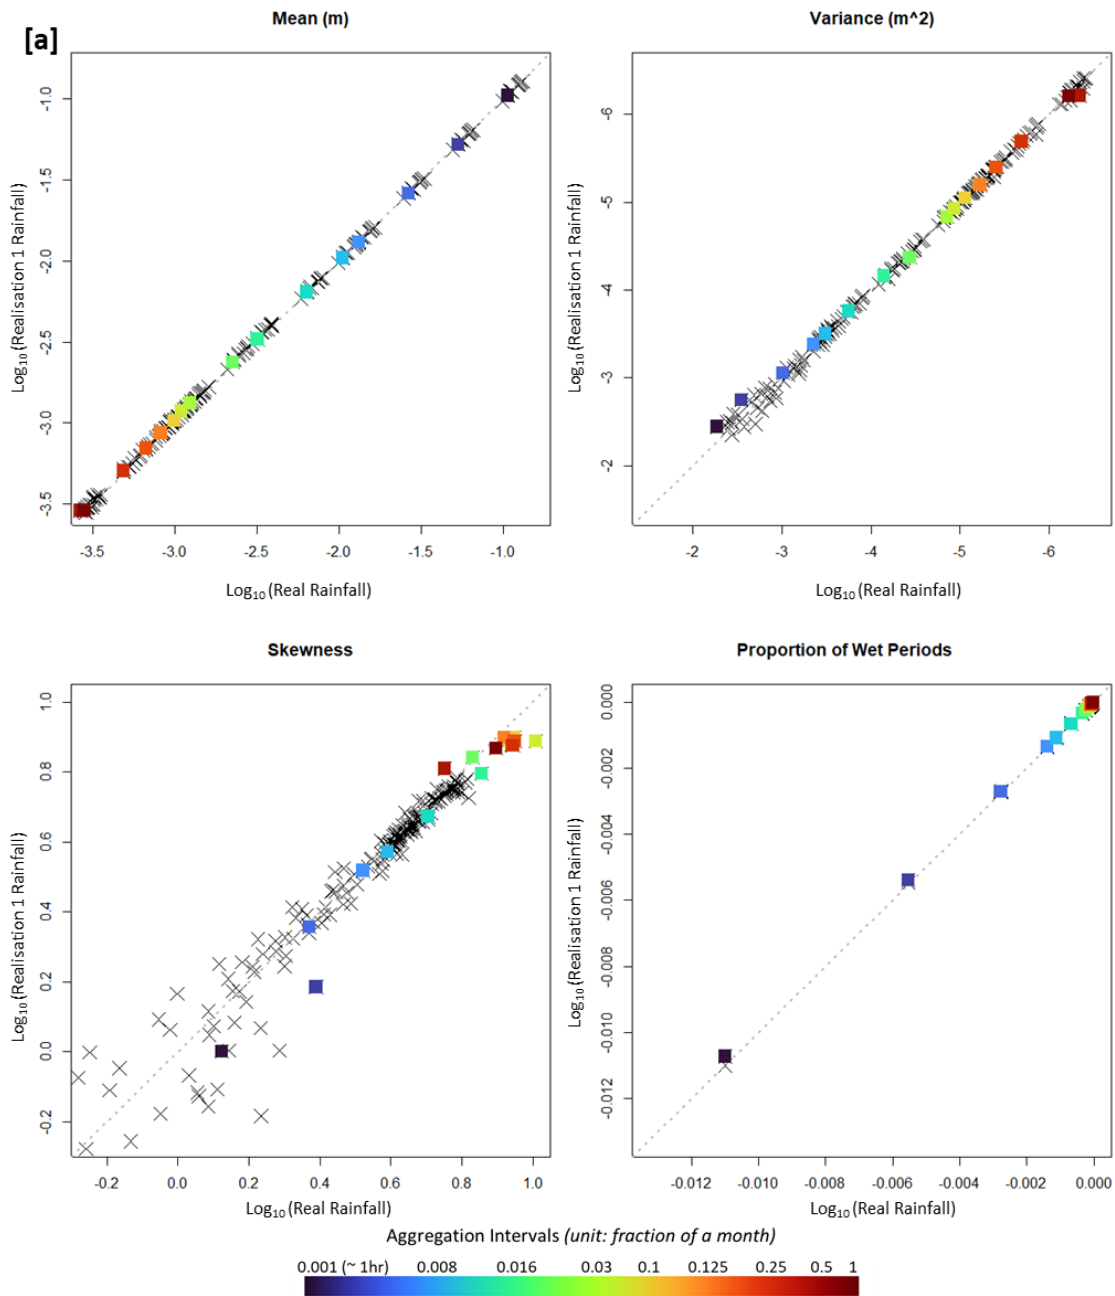 Mean (m)
Variance (m^2)
[a]
Log10 (Realisation 1 Rainfall)
-1.0
-1.5
-2.0
-2.5
-3.0
-3.5
-3.5 -3.0 -2.5 -2.0 -1.5 -1.0
Log10 (Real Rainfall)
Log10 (Realisation 1 Rainfall)
-6
-5
-4
-3
-2
-2 -3 -4 -5 -6
Log10 (Real Rainfall)
Skewness
Proportion of Wet Periods
Log10 (Realisation 1 Rainfall)
1.0
0.8
0.6
0.4
0.2
0.0
-0.2
-0.2 0.0 0.2 0.4 0.6 0.8 1.0
Log10 (Real Rainfall)
Log10 (Realisation 1 Rainfall)
0.000
-0.002
-0.004
-0.006
-0.008
-0.010
-0.012
-0.012 -0.010 -0.008 -0.006 -0.004 -0.002 0.000
Log10 (Real Rainfall)
Aggregation Intervals (unit: fraction of a month)
0.001 (~ 1hr) 0.008 0.016 0.03 0.1 0.125 0.25 0.5 1